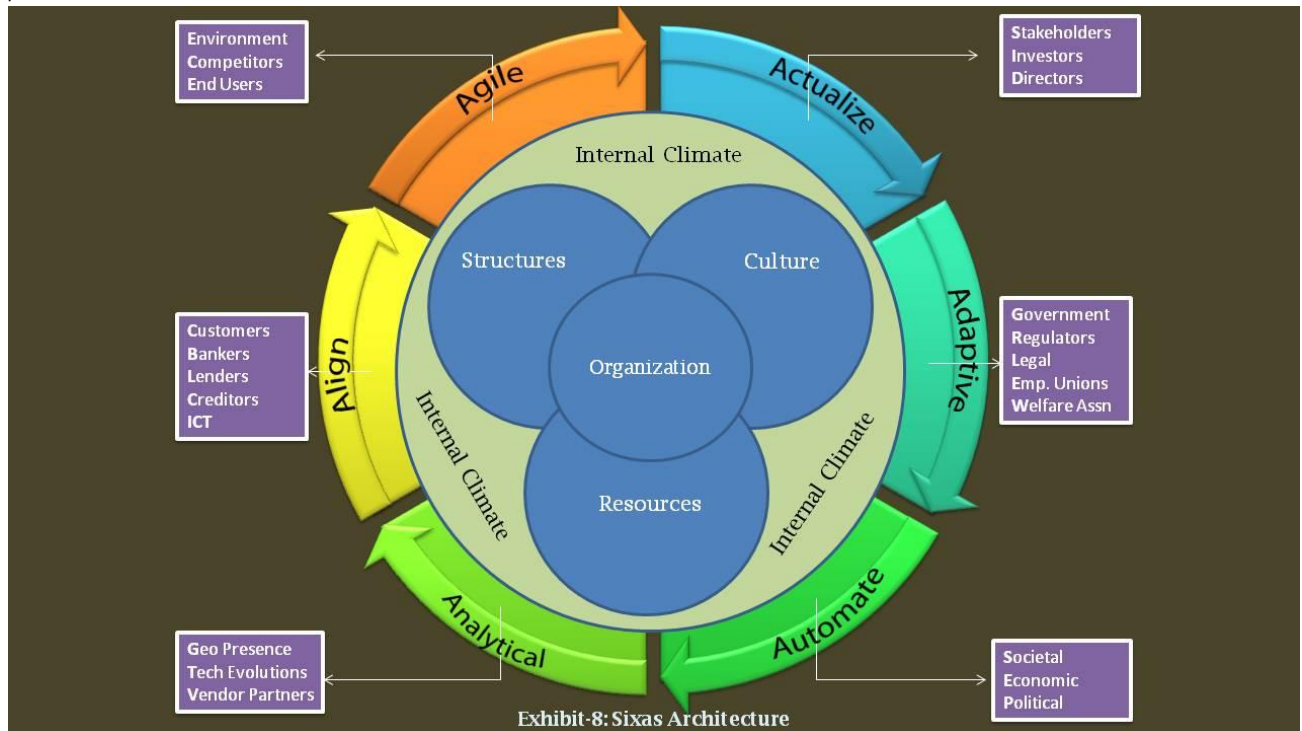 Environment
Competitors
End Users
Agile
Actualize
Stakeholders
Investors
Directors
Internal Climate
Structures
Culture
Customers
Bankers
Lenders
Creditors
ICT
Align
Organization
Adaptive
Government
Regulators
Legal
Emp. Unions
Welfare Assn
Internal Climate
Resources
Internal Climate
Analytical
Automate
Geo Presence
Tech Evolutions
Vendor Partners
Societal
Economic
Political
Exhibit-8: Sixas Architecture